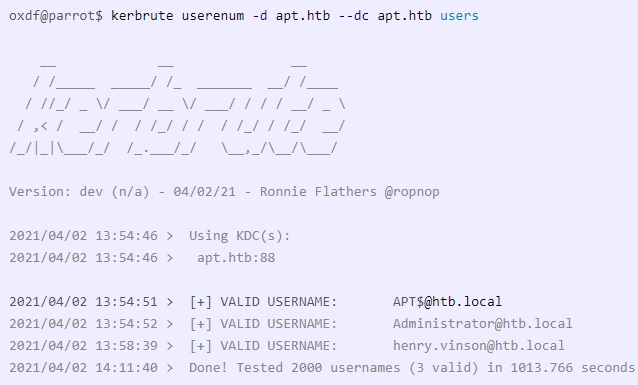 oxdf@parrot$ kerbrute userenum -d apt.htb --dc apt.htb users
    __             __               __
   / /_____  _____/ /_  _______  __/ /____
  / //_/ _ \/ ___/ __ \/ ___/ / / / __/ _ \
 / ,< /  __/ /  / /_/ / /  / /_/ / /_/  __/
/_/|_|\___/_/  /_.___/_/   \__,_/\__/\___/
Version: dev (n/a) - 04/02/21 - Ronnie Flathers @ropnop
2021/04/02 13:54:46 >  Using KDC(s):
2021/04/02 13:54:46 >   apt.htb:88
2021/04/02 13:54:51 >  [+] VALID USERNAME:       APT$@htb.local
2021/04/02 13:54:52 >  [+] VALID USERNAME:       Administrator@htb.local
2021/04/02 13:58:39 >  [+] VALID USERNAME:       henry.vinson@htb.local
2021/04/02 14:11:40 >  Done! Tested 2000 usernames (3 valid) in 1013.766 seconds